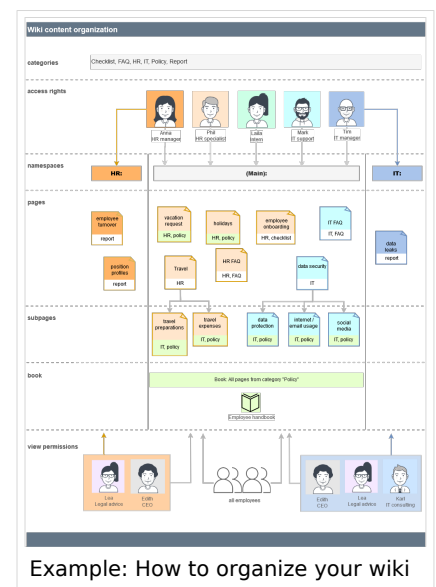 Wiki content organization
categories
Checklist, FAQ, HR, IT, Policy, Report
access rights
Anna
HR manager
Phil
HR specialist
Laila
Intern
Mark
IT support
Tim
IT manager
namespaces
HR:
(Main):
IT:
pages
employee
turnover
report
position
profiles
report
vacation
request
HR, policy
holidays
HR, policy
employee
onboarding
HR, checklist
IT FAQ
IT, FAQ
Travel
HR
HR FAQ
HR, FAQ
data security
IT
data
leaks
report
subpages
travel
preparations
IT, policy
travel
expenses
IT, policy
data
protection
IT, policy
internet /
email usage
IT, policy
social
media
IT, policy
book
Book: All pages from category "Policy"
Employee handbook
view permissions
Lea
Legal advice
Edith
CEO
all employees
Edith
CEO
Lea
Legal advice
Karl
IT consulting
Example: How to organize your wiki